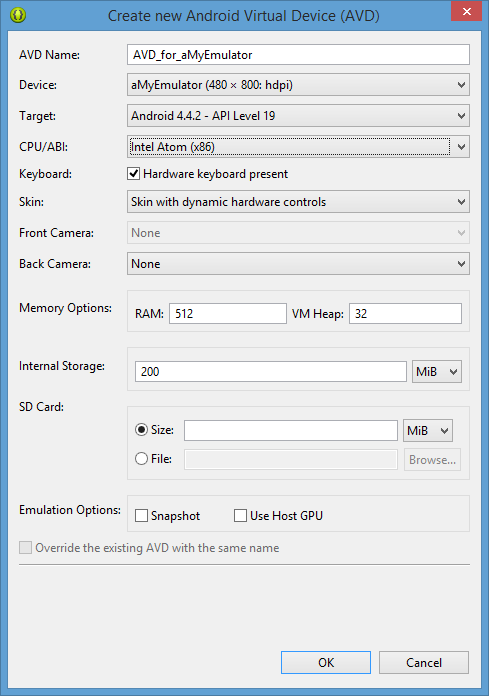 Create new Android Virtual Device (AVD)
AVD Name: AVD_for_aMyEmulator
Device: aMyEmulator (480 × 800: hdpi)
Target: Android 4.4.2 - API Level 19
CPU/ABI: Intel Atom (x86)
Keyboard: Hardware keyboard present
Skin: Skin with dynamic hardware controls
Front Camera: None
Back Camera: None
Memory Options: RAM: 512 VM Heap: 32
Internal Storage: 200 MiB
SD Card:
Size: MiB
File: Browse...
Emulation Options: Snapshot Use Host GPU
Override the existing AVD with the same name
OK Cancel